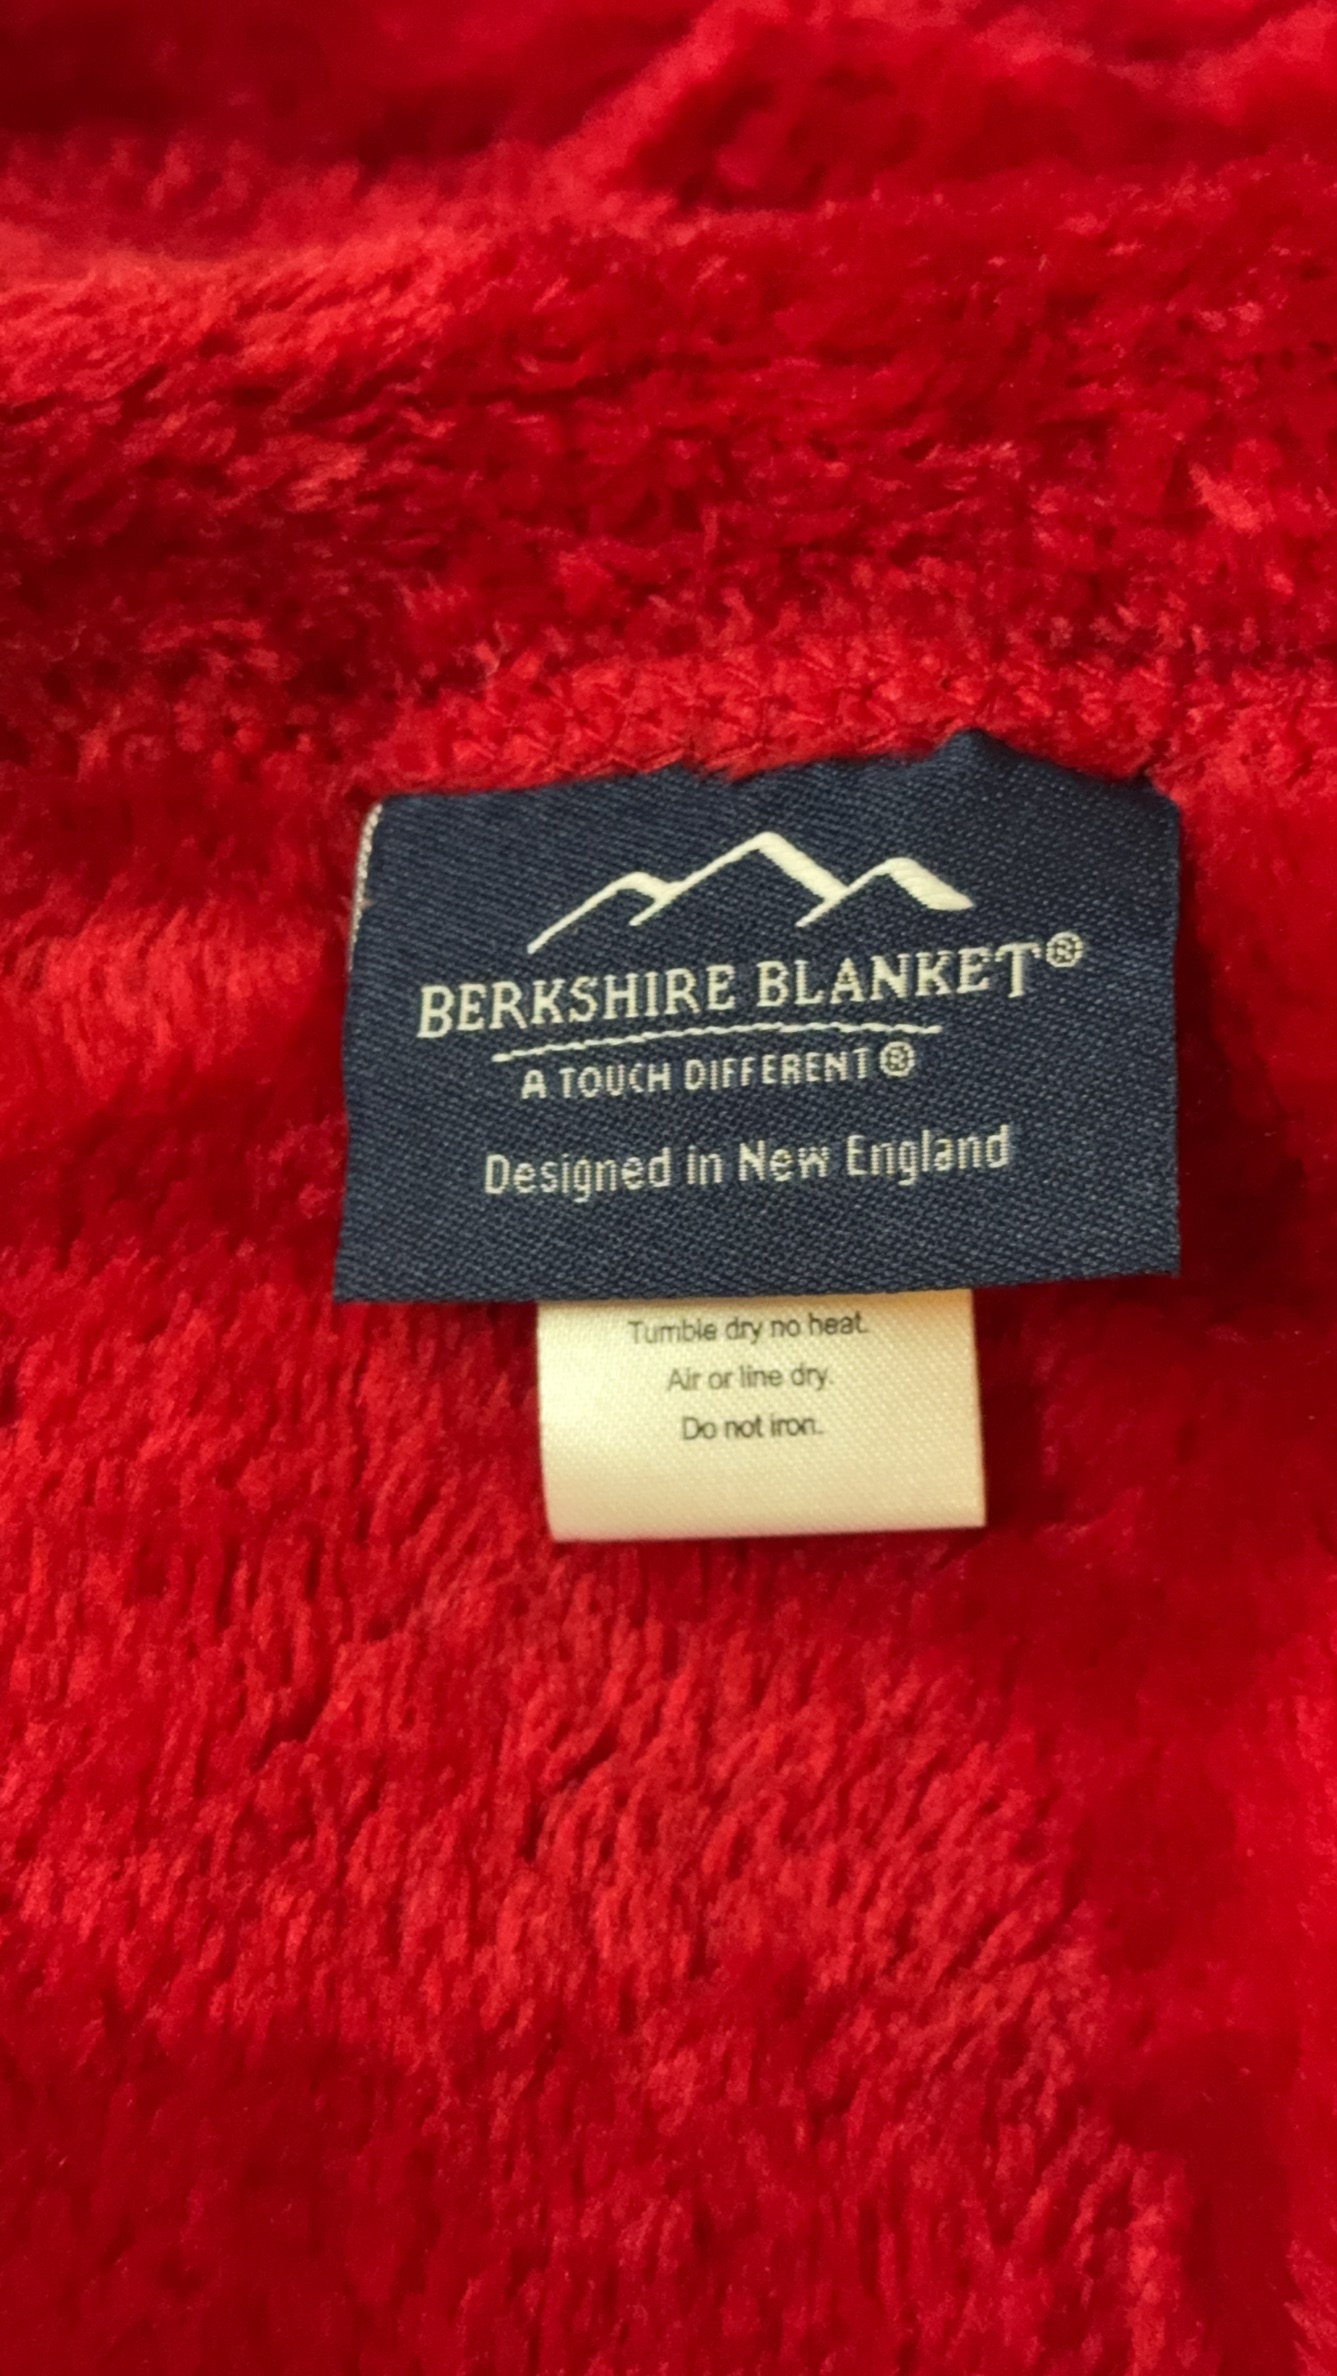 BERKSHIRE BLANKET®
A TOUCH DIFFERENT®
Designed in New England
Tumble dry no heat.
Air or line dry.
Do not iron.